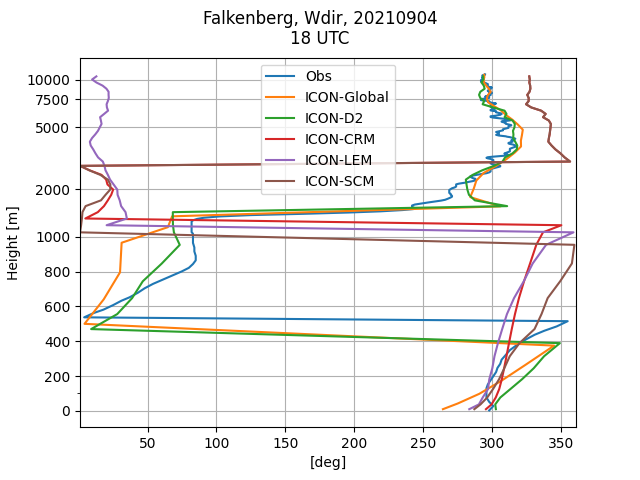 Falkenberg, Wdir, 20210904
18 UTC
Obs
ICON-Global
ICON-D2
ICON-CRM
ICON-LEM
ICON-SCM
10000
7500
5000
2000
1000
800
600
400
200
0
Height [m]
50 100 150 200 250 300 350
[deg]